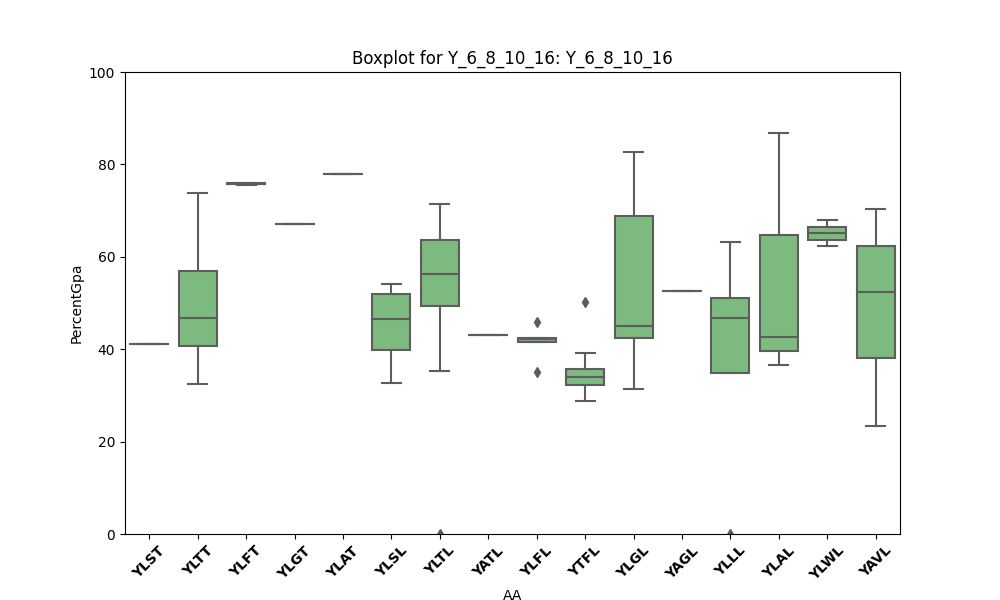 Boxplot for Y_6_8_10_16: Y_6_8_10_16
100
80
60
40
20
0
PercentGpa
YLST YLTT YLFT YLGT YLAT YLSL YLTL YATL YLFL YTFL YLGL YAGL YLLL YLAL YLWL YAVL
AA